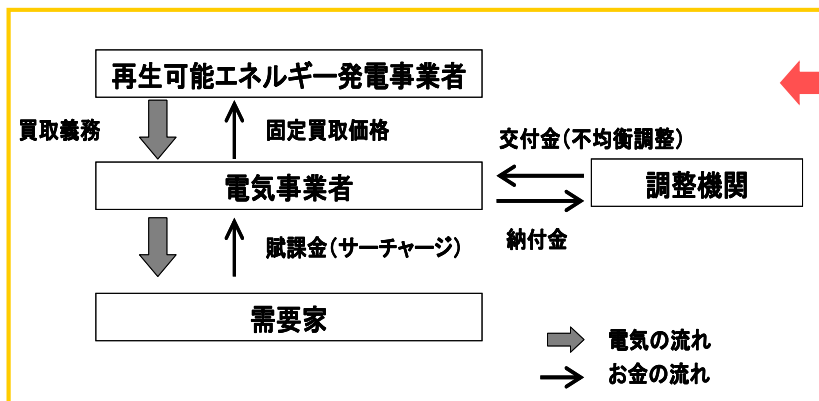 再生可能エネルギー発電事業者
買取義務
固定買取価格
交付金(不均衡調整)
電気事業者
調整機関
納付金
賦課金(サーチャージ)
需要家
電気の流れ
お金の流れ